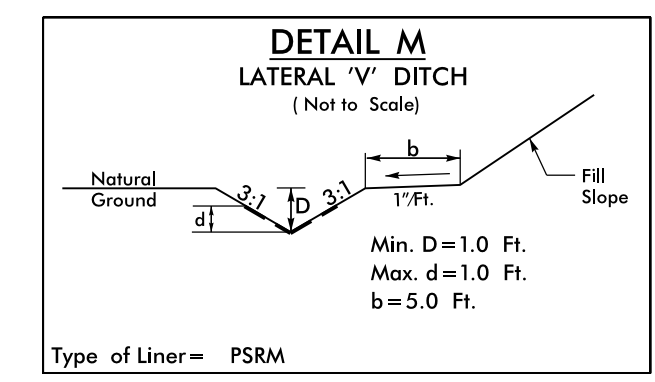 DETAIL M
LATERAL 'V' DITCH
( Not to Scale)
b
Natural
Ground
3:1
D
3:1
1"/Ft.
Fill
Slope
d
Min. D=1.0 Ft.
Max. d=1.0 Ft.
b=5.0 Ft.
Type of Liner= PSRM